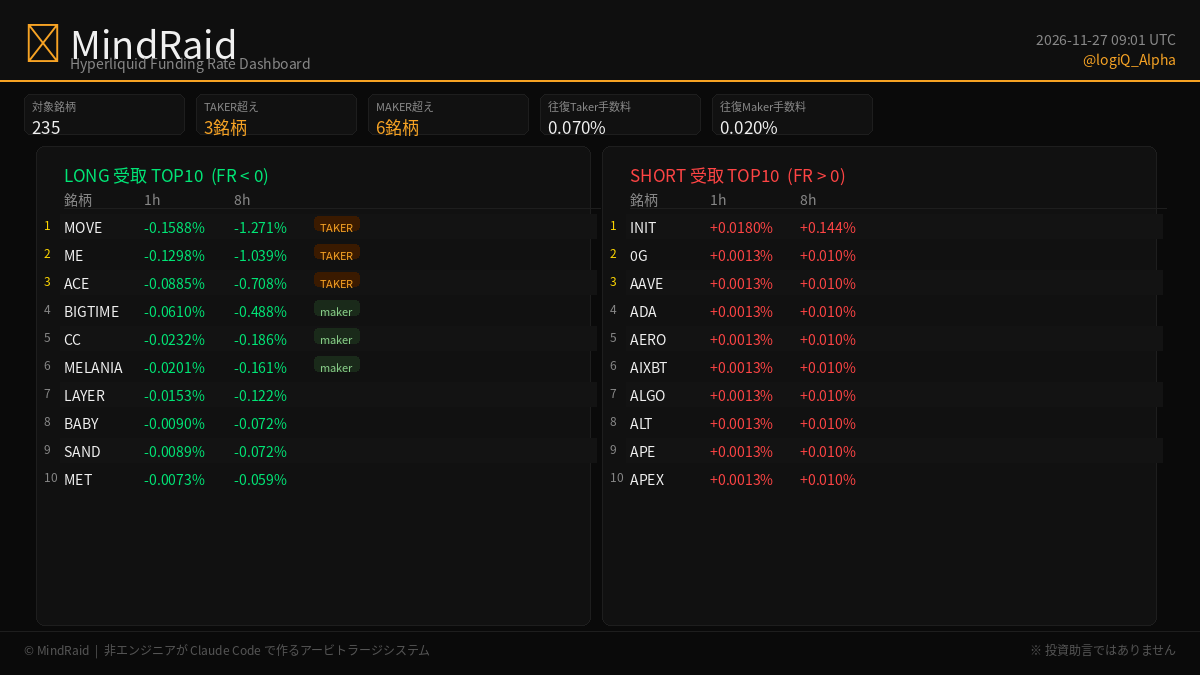 MindRaid
Hyperliquid Funding Rate Dashboard
2026-11-27 09:01 UTC
@logiQ_Alpha
対象銘柄
235
TAKER超え
3銘柄
MAKER超え
6銘柄
往復Taker手数料
0.070%
往復Maker手数料
0.020%
LONG 受取 TOP10 (FR < 0)
銘柄 1h 8h
1 MOVE -0.1588% -1.271% TAKER
2 ME -0.1298% -1.039% TAKER
3 ACE -0.0885% -0.708% TAKER
4 BIGTIME -0.0610% -0.488% maker
5 CC -0.0232% -0.186% maker
6 MELANIA -0.0201% -0.161% maker
7 LAYER -0.0153% -0.122%
8 BABY -0.0090% -0.072%
9 SAND -0.0089% -0.072%
10 MET -0.0073% -0.059%
SHORT 受取 TOP10 (FR > 0)
銘柄 1h 8h
1 INIT +0.0180% +0.144%
2 0G +0.0013% +0.010%
3 AAVE +0.0013% +0.010%
4 ADA +0.0013% +0.010%
5 AERO +0.0013% +0.010%
6 AIXBT +0.0013% +0.010%
7 ALGO +0.0013% +0.010%
8 ALT +0.0013% +0.010%
9 APE +0.0013% +0.010%
10 APEX +0.0013% +0.010%
© MindRaid | 非エンジニアが Claude Code で作るアービトラージシステム
※ 投資助言ではありません